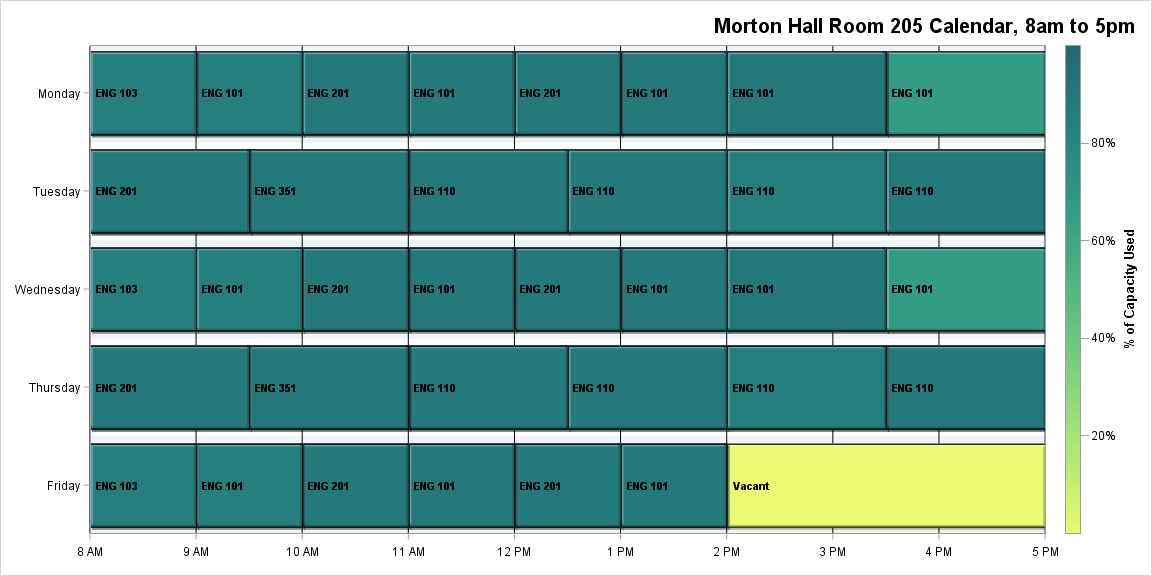 Morton Hall Room 205 Calendar, 8am to 5pm
Monday ENG 103 ENG 101 ENG 201 ENG 101 ENG 201 ENG 101 ENG 101 ENG 101
Tuesday ENG 201 ENG 351 ENG 110 ENG 110 ENG 110 ENG 110
Wednesday ENG 103 ENG 101 ENG 201 ENG 101 ENG 201 ENG 101 ENG 101 ENG 101
Thursday ENG 201 ENG 351 ENG 110 ENG 110 ENG 110 ENG 110
Friday ENG 103 ENG 101 ENG 201 ENG 101 ENG 201 ENG 101 Vacant
8 AM 9 AM 10 AM 11 AM 12 PM 1 PM 2 PM 3 PM 4 PM 5 PM
80%
60%
40%
20%
% of Capacity Used